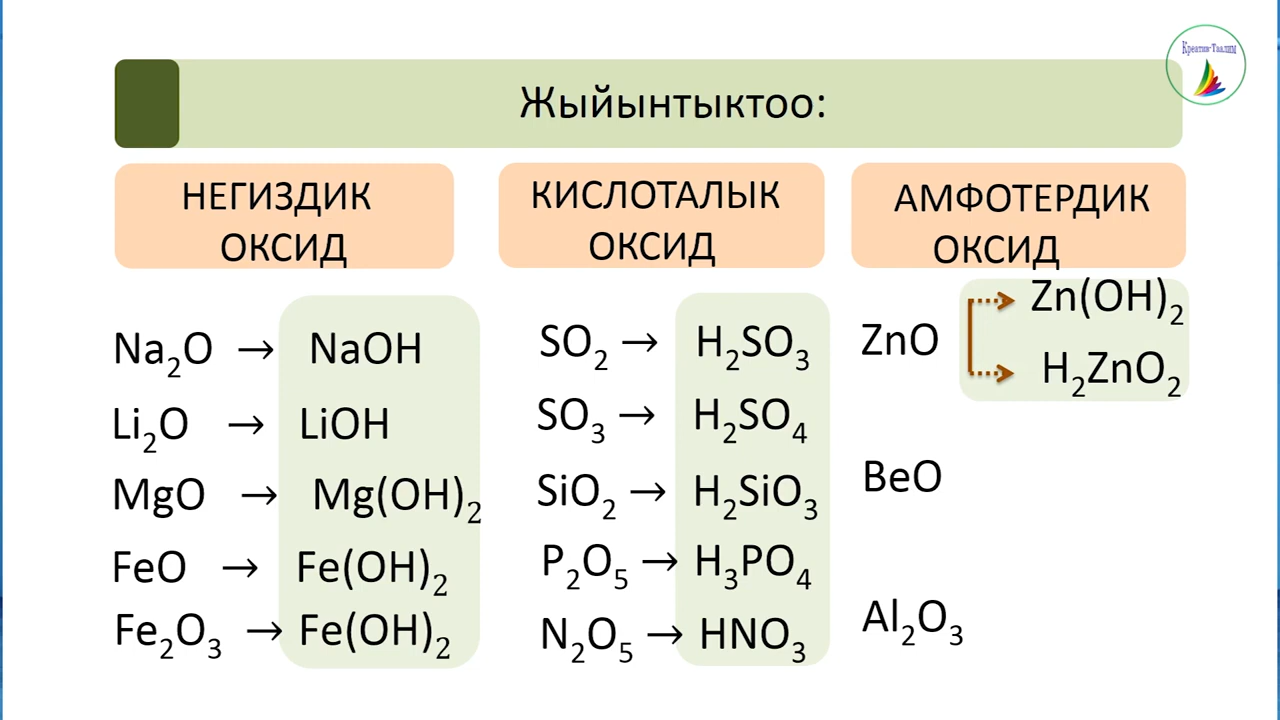 Креатив-Таалим
Жыйынтыктоо:
НЕГИЗДИК
ОКСИД
Na₂O → NaOH
Li₂O → LiOH
MgO → Mg(OH)₂
FeO → Fe(OH)₂
Fe₂O₃ → Fe(OH)₂
КИСЛОТАЛЫК
ОКСИД
SO₂ → H₂SO₃
SO₃ → H₂SO₄
SiO₂ → H₂SiO₃
P₂O₅ → H₃PO₄
N₂O₅ → HNO₃
АМФОТЕРДИК
ОКСИД
ZnO
Zn(OH)₂
H₂ZnO₂
BeO
Al₂O₃